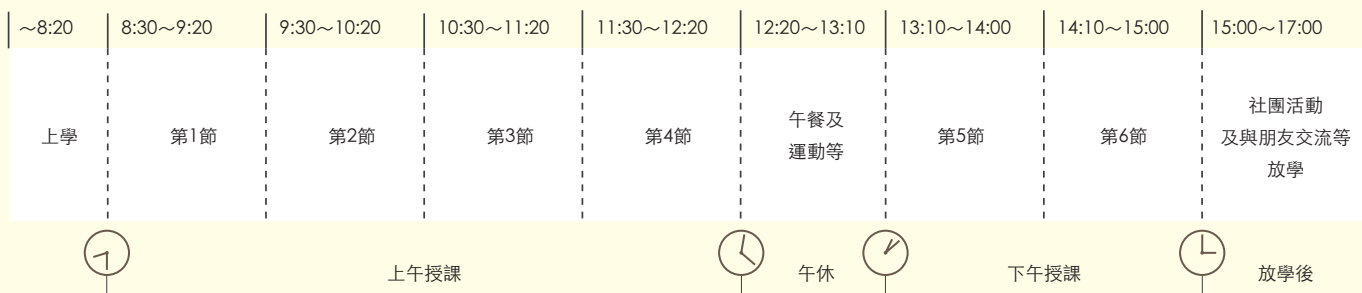 ～8:20
8:30～9:20
9:30～10:20
10:30～11:20
11:30～12:20
12:20～13:10
13:10～14:00
14:10～15:00
15:00～17:00
上學
第1節
第2節
第3節
第4節
午餐及
運動等
第5節
第6節
社團活動
及與朋友交流等
放學
上午授課
午休
下午授課
放學後